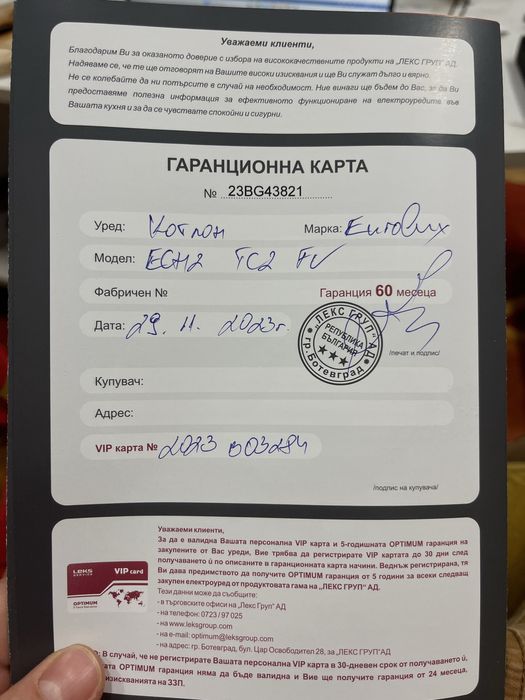 Уважаеми клиенти,
Благодарим Ви за оказаното доверие с избора на висококачествените продукти на „ЛЕКС ГРУП“АД.
Надяваме се, че те ще отговорят на Вашите високи изисквания и ще Ви служат дълго и вярно.
Не се колебайте да ни потърсите в случай на необходимост. Ние винаги ще бъдем до Вас, за да Ви
предоставяме полезна информация за ефективното функциониране на електроуредите във
Вашата кухня и за да се чувствате спокойни и сигурни.
ГАРАНЦИОННА КАРТА
№ 23BG43821
Уред: Котлон Марка: Eurolux
Модел: ECH2 TC2 FV
Фабричен № Гаранция 60 месеца
Дата: 29. 11. 2023г.
„ЛЕКС ГРУП“ АД
РЕПУБЛИКА
БЪЛГАРИЯ
гр.Ботевград
/печат и подпис/
Купувач:
Адрес:
VIP карта № 2023 003284
/подпис на купувача/
Уважаеми клиенти,
За да е валидна Вашата персонална VIP карта и 5-годишната OPTIMUM гаранция на
закупените от Вас уреди, Вие трябва да регистрирате VIP картата до 30 дни след
получаването ѝ по описаните в гаранционната карта начини. Веднъж регистрирана, тя
Ви дава предимството да получите OPTIMUM гаранция от 5 години за всеки следващ
закупен електроуред от продуктовата гама на „ЛЕКС ГРУП“ АД.
Тези данни може да съобщите:
- в търговските офиси на „Лекс Груп“ АД
- на телефон: 0723 / 97 025
- на www.leksgroup.com
- на e-mail: optimum@leksgroup.com
- на адрес: гр. Ботевград, бул. Цар Освободител 28, за „ЛЕКС ГРУП“АД
LEKS
SERVICE
VIP card
OPTIMUM
В случай, че не регистрирате Вашата персонална VIP карта в 30-дневен срок от получаването ѝ,
OPTIMUM гаранция няма да бъде валидна и Вие ще получите гаранция от 24 месеца,
изискванията на ЗЗП.